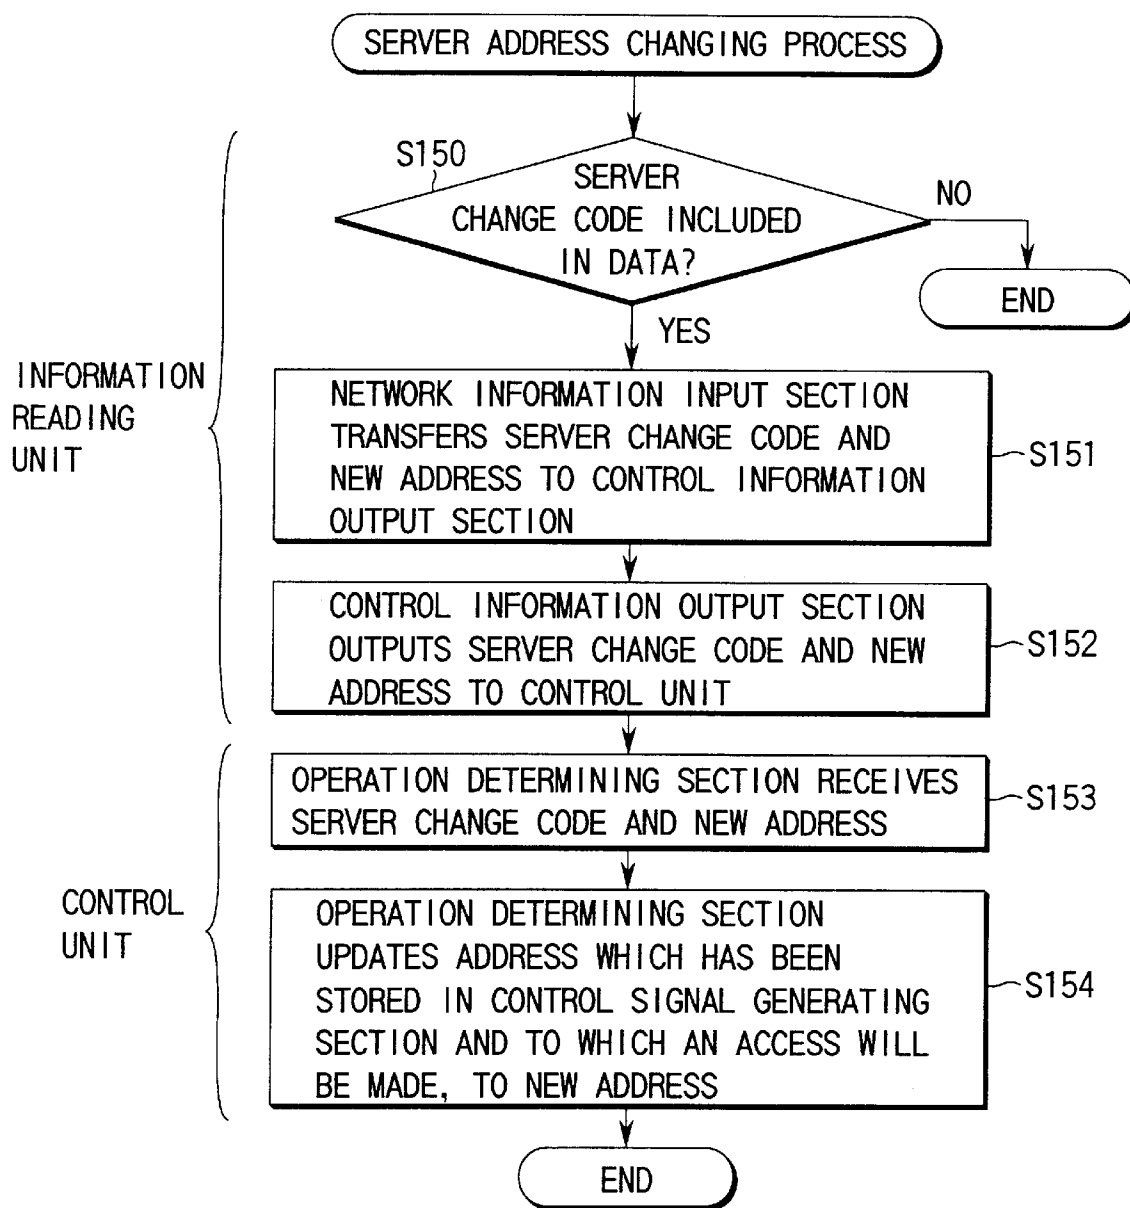 SERVER ADDRESS CHANGING PROCESS
S150
SERVER
CHANGE CODE INCLUDED
IN DATA?
NO
END
YES
INFORMATION
READING
UNIT
NETWORK INFORMATION INPUT SECTION
TRANSFERS SERVER CHANGE CODE AND
NEW ADDRESS TO CONTROL INFORMATION
OUTPUT SECTION
S151
CONTROL INFORMATION OUTPUT SECTION
OUTPUTS SERVER CHANGE CODE AND NEW
ADDRESS TO CONTROL UNIT
S152
OPERATION DETERMINING SECTION RECEIVES
SERVER CHANGE CODE AND NEW ADDRESS
S153
CONTROL
UNIT
OPERATION DETERMINING SECTION
UPDATES ADDRESS WHICH HAS BEEN
STORED IN CONTROL SIGNAL GENERATING
SECTION AND TO WHICH AN ACCESS WILL
BE MADE, TO NEW ADDRESS
S154
END